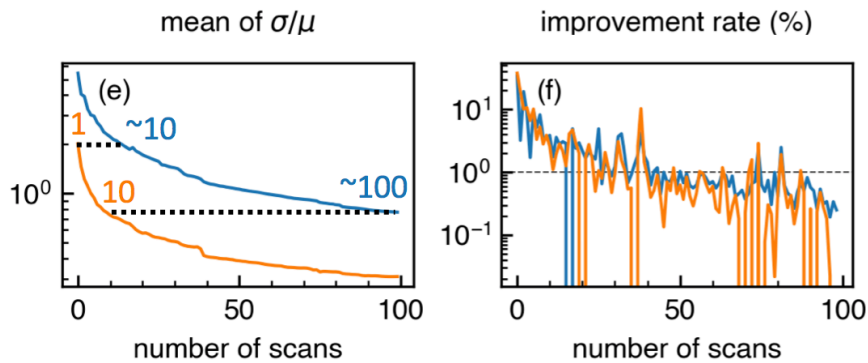 mean of σ/μ
improvement rate (%)
(e)
1
~10
10
~100
10⁰
0 50 100
number of scans
(f)
10¹
10⁰
10⁻¹
0 50 100
number of scans